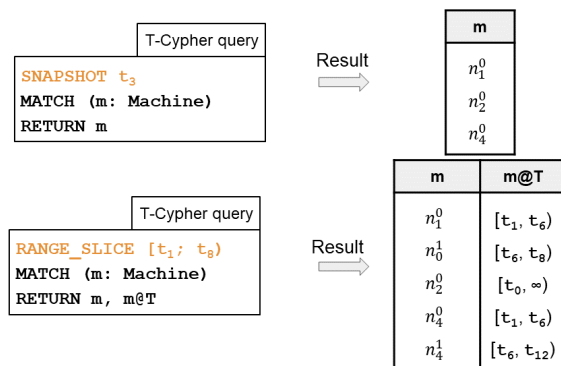 T-Cypher query
SNAPSHOT t₃
MATCH (m: Machine)
RETURN m
Result
m
n₁⁰
n₂⁰
n₄⁰
T-Cypher query
RANGE_SLICE [t₁; t₈)
MATCH (m: Machine)
RETURN m, m@T
Result
m m@T
n₁⁰ [t₁, t₆)
n₀¹ [t₆, t₈)
n₂⁰ [t₀, ∞)
n₄⁰ [t₁, t₆)
n₄¹ [t₆, t₁₂)